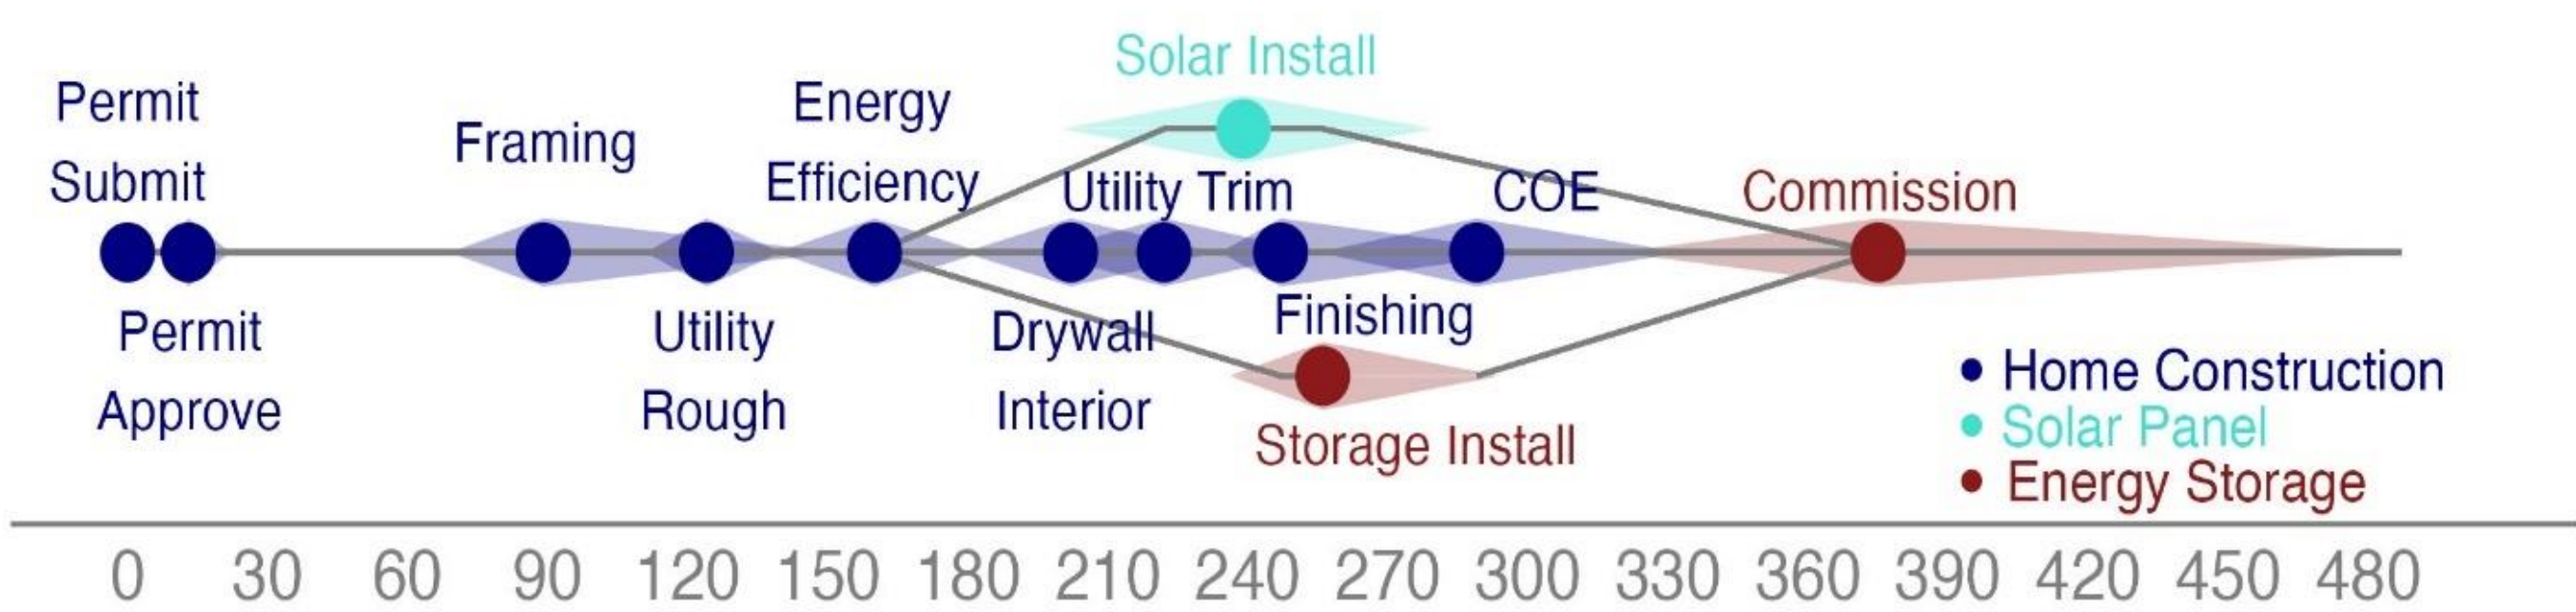 Solar Install
Permit
Submit
Framing
Energy
Efficiency
Utility Trim
COE
Commission
Permit
Approve
Utility
Rough
Drywall
Interior
Finishing
Storage Install
Home Construction
Solar Panel
Energy Storage
0 30 60 90 120 150 180 210 240 270 300 330 360 390 420 450 480